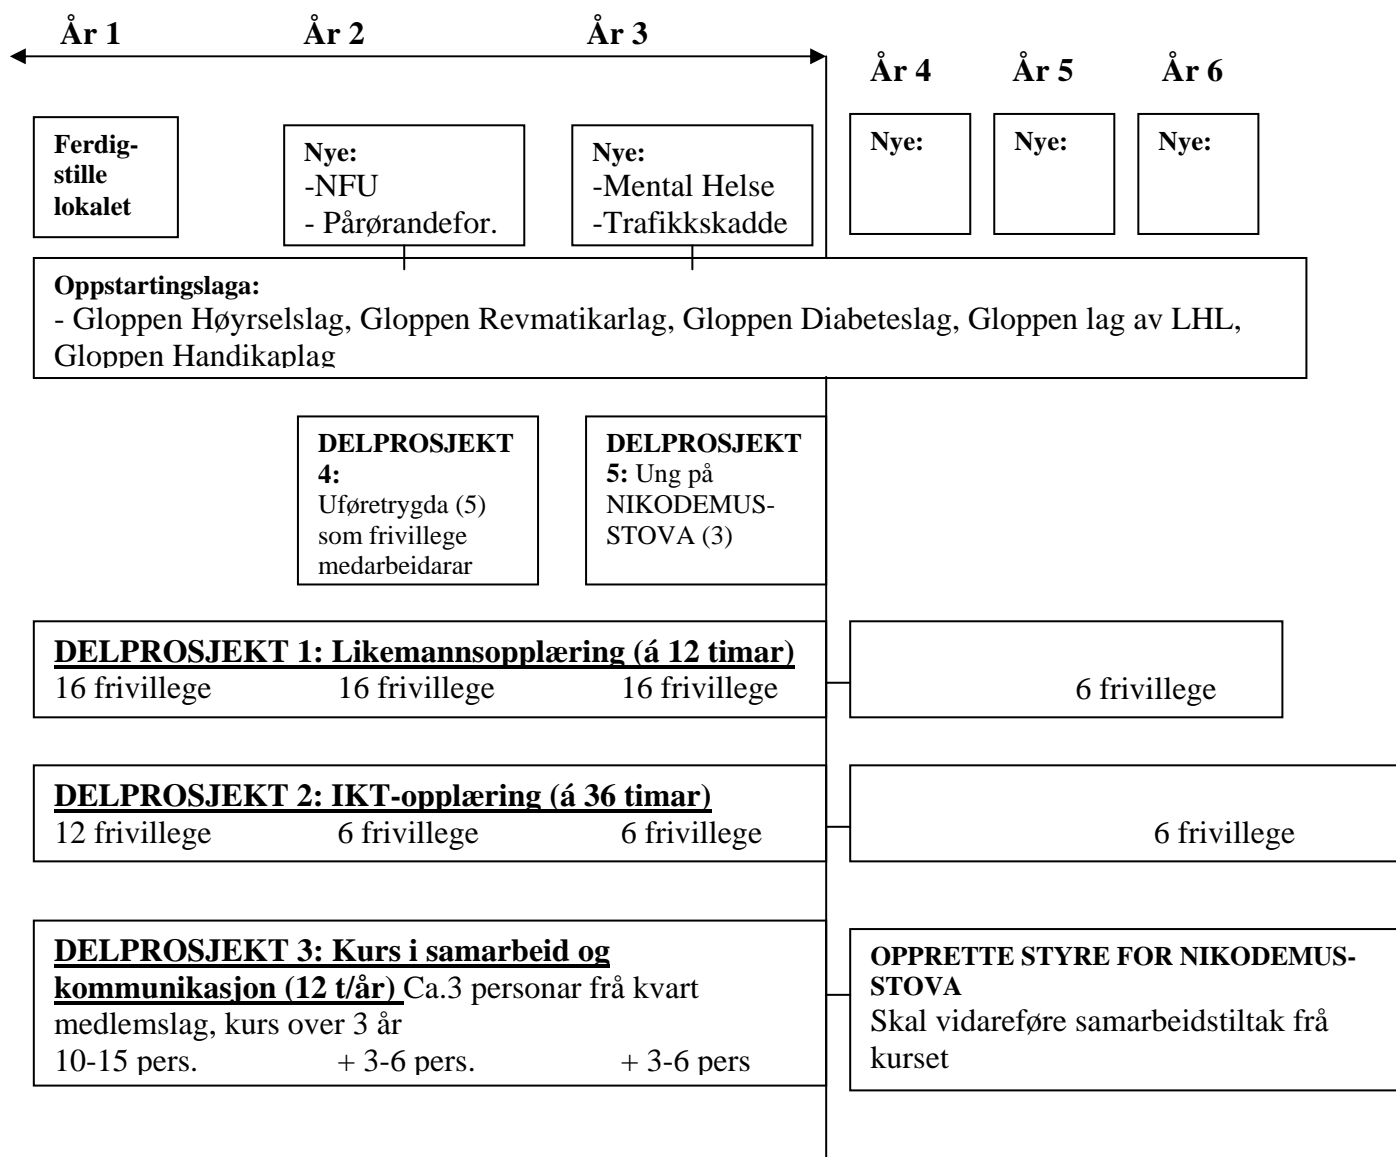 År 1 År 2 År 3
År 4 År 5 År 6
Ferdig-
stille
lokalet
Nye:
-NFU
- Pårørandefor.
Nye:
-Mental Helse
-Trafikkskadde
Nye:
Nye:
Nye:
Oppstartingslaga:
- Gloppen Høyrselslag, Gloppen Revmatikarlag, Gloppen Diabeteslag, Gloppen lag av LHL,
Gloppen Handikaplag
DELPROSJEKT
4:
Uføretrygda (5)
som frivillege
medarbeidarar
DELPROSJEKT
5: Ung på
NIKODEMUS-
STOVA (3)
DELPROSJEKT 1: Likemannsopplæring (á 12 timar)
16 frivillege 16 frivillege 16 frivillege
6 frivillege
DELPROSJEKT 2: IKT-opplæring (á 36 timar)
12 frivillege 6 frivillege 6 frivillege
6 frivillege
DELPROSJEKT 3: Kurs i samarbeid og
kommunikasjon (12 t/år) Ca.3 personar frå kvart
medlemslag, kurs over 3 år
10-15 pers. + 3-6 pers. + 3-6 pers
OPPRETTE STYRE FOR NIKODEMUS-
STOVA
Skal vidareføre samarbeidstiltak frå
kurset